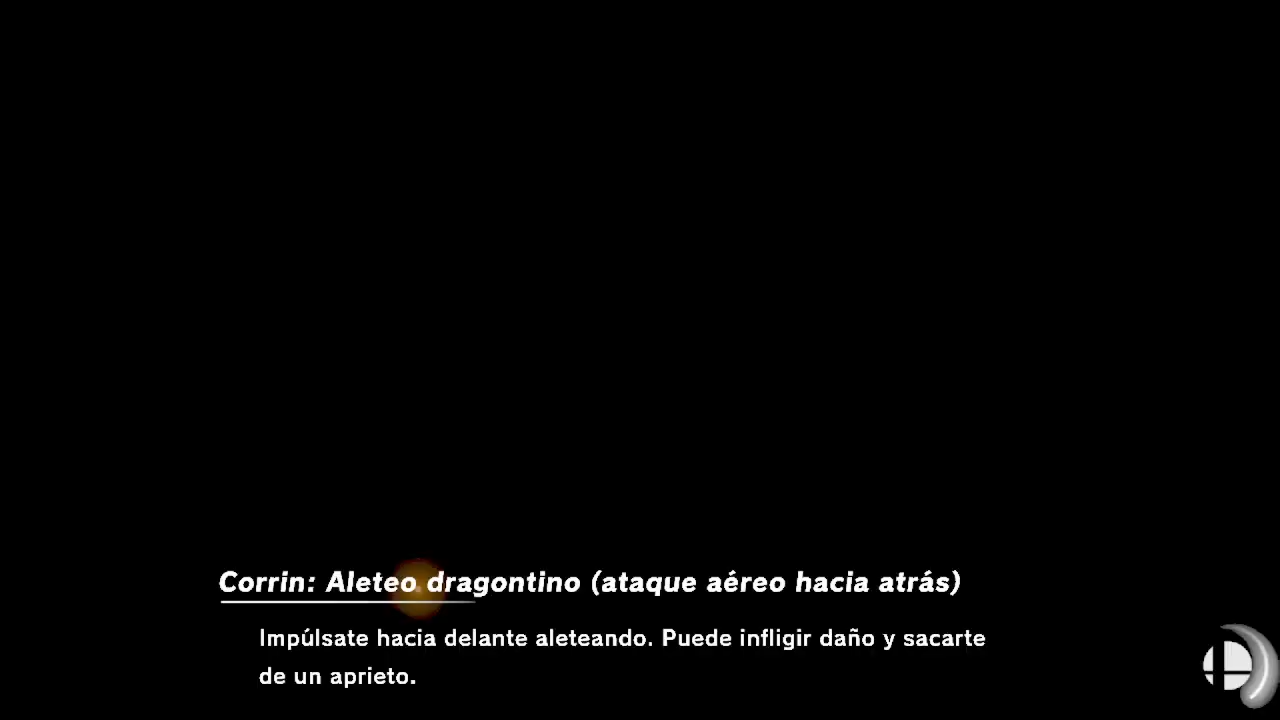 Corrin: Aleteo dragontino (ataque aéreo hacia atrás)
Impúlsate hacia delante aleteando. Puede infligir daño y sacarte
de un aprieto.